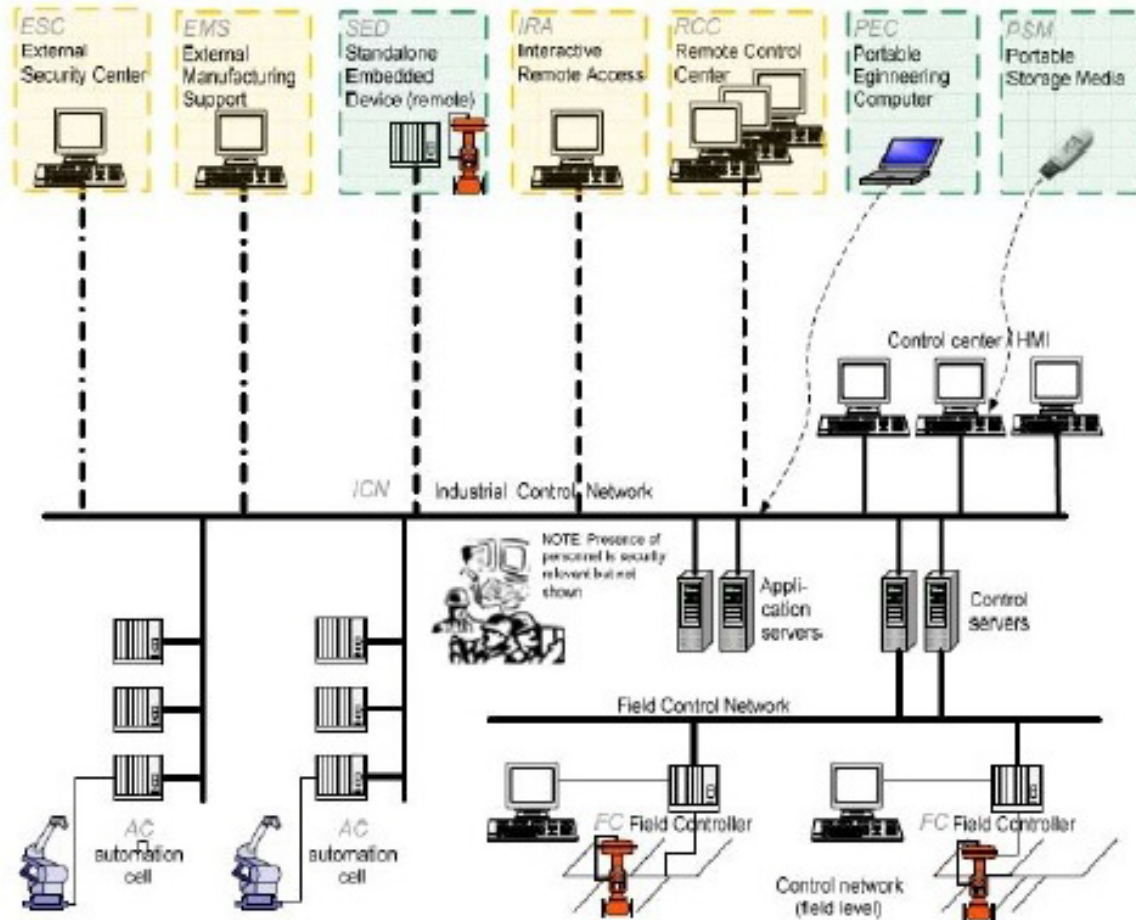 ESC
External
Security Center
EMS
External
Manufacturing
Support
SED
Standalone
Embedded
Device (remote)
IRA
Interactive
Remote Access
RCC
Remote Control
Center
PEC
Portable
Egineering
Computer
PSM
Portable
Storage Media
Control center / HMI
ICN Industrial Control Network
NOTE: Presence of
personnel is security
relevant but not
shown
Appli-
cation
servers
Control
servers
Field Control Network
AC
automation
cell
AC
automation
cell
FC Field Controller
FC Field Controller
Control network
(field level)